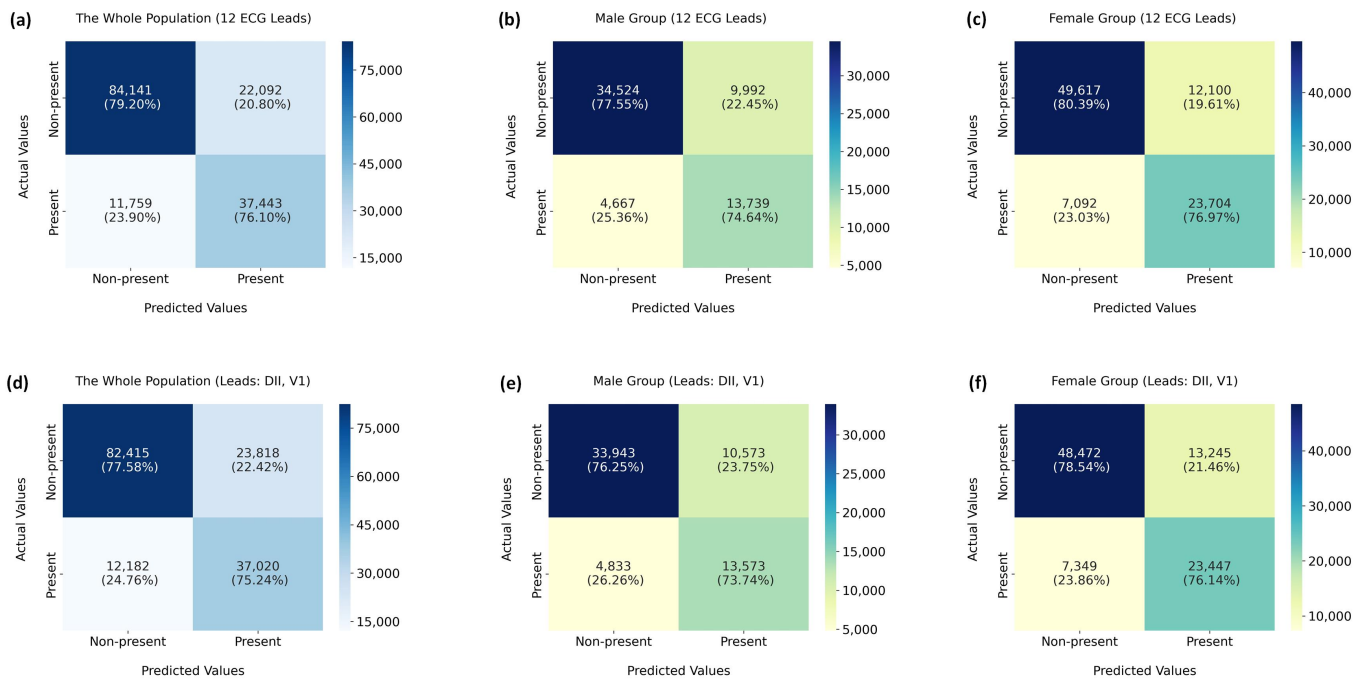 (a)
The Whole Population (12 ECG Leads)
Actual Values
Non-present
Present
84,141
(79.20%)
22,092
(20.80%)
11,759
(23.90%)
37,443
(76.10%)
75,000
60,000
45,000
30,000
15,000
Non-present
Present
Predicted Values
(b)
Male Group (12 ECG Leads)
Actual Values
Non-present
Present
34,524
(77.55%)
9,992
(22.45%)
4,667
(25.36%)
13,739
(74.64%)
30,000
25,000
20,000
15,000
10,000
5,000
Non-present
Present
Predicted Values
(c)
Female Group (12 ECG Leads)
Actual Values
Non-present
Present
49,617
(80.39%)
12,100
(19.61%)
7,092
(23.03%)
23,704
(76.97%)
40,000
30,000
20,000
10,000
Non-present
Present
Predicted Values
(d)
The Whole Population (Leads: DII, V1)
Actual Values
Non-present
Present
82,415
(77.58%)
23,818
(22.42%)
12,182
(24.76%)
37,020
(75.24%)
75,000
60,000
45,000
30,000
15,000
Non-present
Present
Predicted Values
(e)
Male Group (Leads: DII, V1)
Actual Values
Non-present
Present
33,943
(76.25%)
10,573
(23.75%)
4,833
(26.26%)
13,573
(73.74%)
30,000
25,000
20,000
15,000
10,000
5,000
Non-present
Present
Predicted Values
(f)
Female Group (Leads: DII, V1)
Actual Values
Non-present
Present
48,472
(78.54%)
13,245
(21.46%)
7,349
(23.86%)
23,447
(76.14%)
40,000
30,000
20,000
10,000
Non-present
Present
Predicted Values